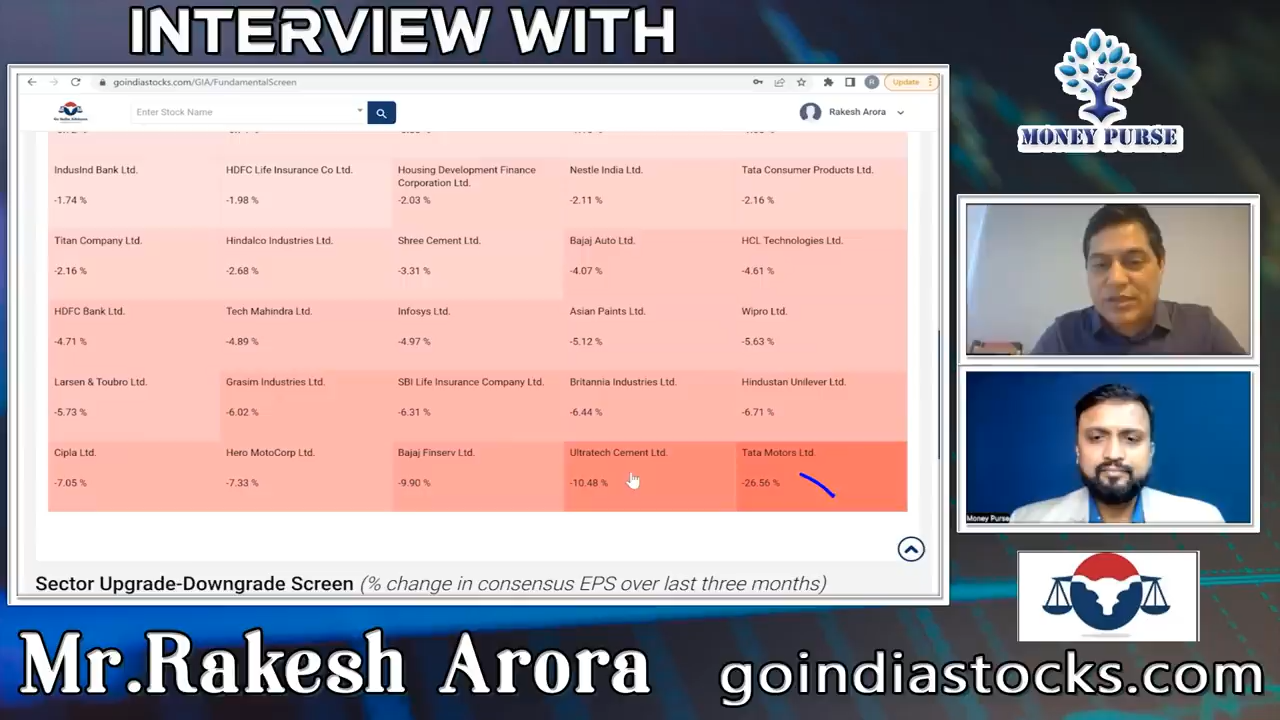 INTERVIEW WITH
goindiastocks.com/GIA/FundamentalScreen
Update
Enter Stock Name
Rakesh Arora
MONEY PURSE
IndusInd Bank Ltd.
HDFC Life Insurance Co Ltd.
Housing Development Finance
Corporation Ltd.
Nestle India Ltd.
Tata Consumer Products Ltd.
-1.74 %
-1.98 %
-2.03 %
-2.11 %
-2.16 %
Titan Company Ltd.
Hindalco Industries Ltd.
Shree Cement Ltd.
Bajaj Auto Ltd.
HCL Technologies Ltd.
-2.16 %
-2.68 %
-3.31 %
-4.07 %
-4.61 %
HDFC Bank Ltd.
Tech Mahindra Ltd.
Infosys Ltd.
Asian Paints Ltd.
Wipro Ltd.
-4.71 %
-4.89 %
-4.97 %
-5.12 %
-5.63 %
Larsen & Toubro Ltd.
Grasim Industries Ltd.
SBI Life Insurance Company Ltd.
Britannia Industries Ltd.
Hindustan Unilever Ltd.
-5.73 %
-6.02 %
-6.31 %
-6.44 %
-6.71 %
Cipla Ltd.
Hero MotoCorp Ltd.
Bajaj Finserv Ltd.
Ultratech Cement Ltd.
Tata Motors Ltd.
-7.05 %
-7.33 %
-9.90 %
-10.48 %
-26.56 %
Money Purse
Sector Upgrade-Downgrade Screen (% change in consensus EPS over last three months)
Mr.Rakesh Arora
goindiastocks.com